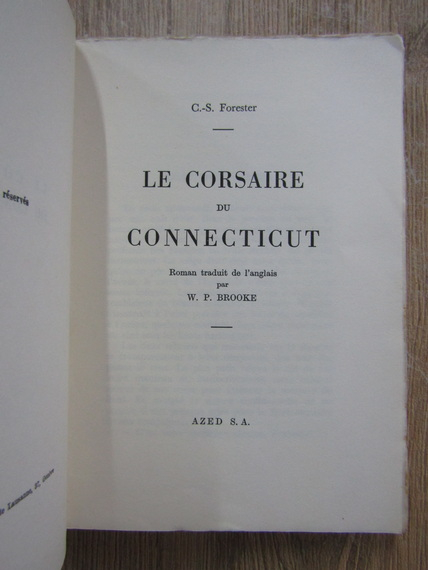 réservés
C.-S. Forester
LE CORSAIRE
DU
CONNECTICUT
Roman traduit de l'anglais
par
W. P. BROOKE
AZED S. A.